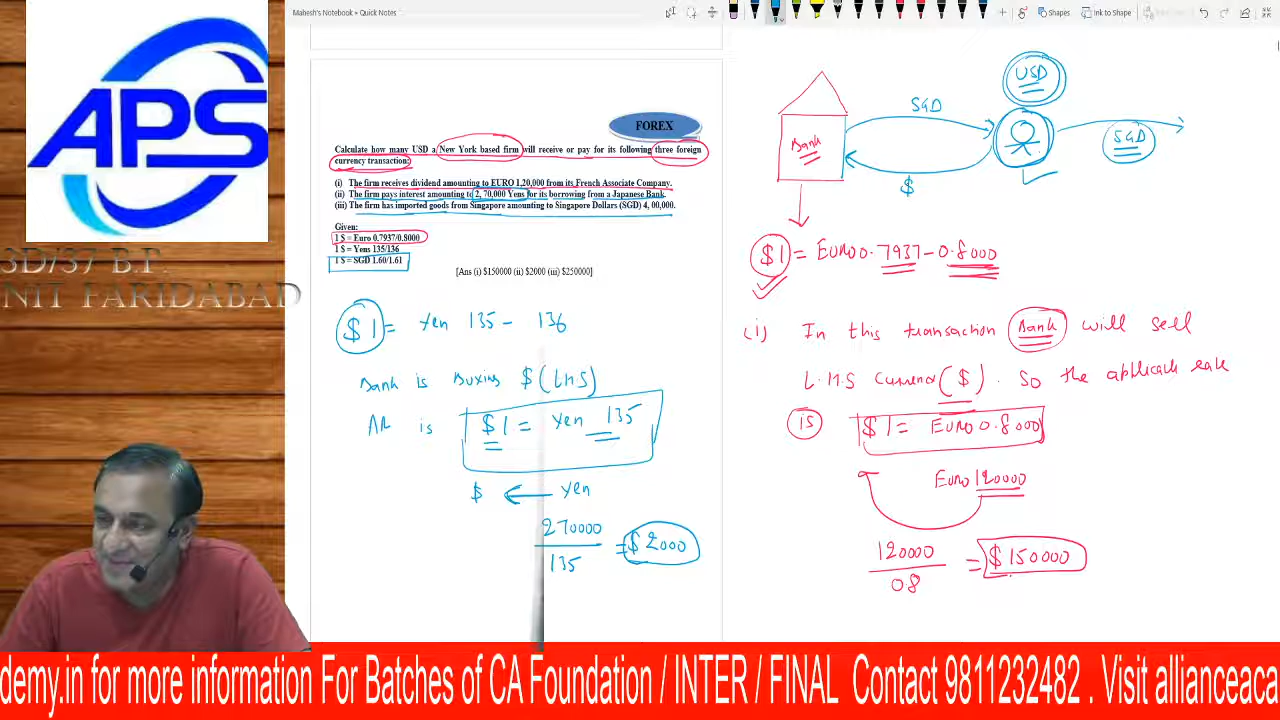 Mahesh's Notebook » Quick Notes
Shapes
Ink to Shape
APS
3D/37 B.P.
NIT FARIDABAD
FOREX
Calculate how many USD a New York based firm will receive or pay for its following three foreign
currency transaction:
(i) The firm receives dividend amounting to EURO 1,20,000 from its French Associate Company.
(ii) The firm pays interest amounting to 2, 70,000 Yens for its borrowing from a Japanese Bank.
(iii) The firm has imported goods from Singapore amounting to Singapore Dollars (SGD) 4, 00,000.
Given:
1 $ = Euro 0.7937/0.8000
1 $ = Yens 135/136
1 $ = SGD 1.60/1.61
[Ans (i) $150000 (ii) $2000 (iii) $250000]
$ 1 = Yen 135 - 136
Bank is Buying $ (LHS)
AR is $ 1 = Yen 135
$ ← Yen
270000
135
= $ 2000
USD
SGD
Bank
SGD
$
$1 = EURO 0.7937 - 0.8000
(i) In this transaction Bank will sell
L.H.S Currency ($). So the applicable rate
is $1 = EURO 0.8000
Euro 120000
120000
0.8
= $ 150000
demy.in for more information For Batches of CA Foundation / INTER / FINAL Contact 9811232482 . Visit allianceaca